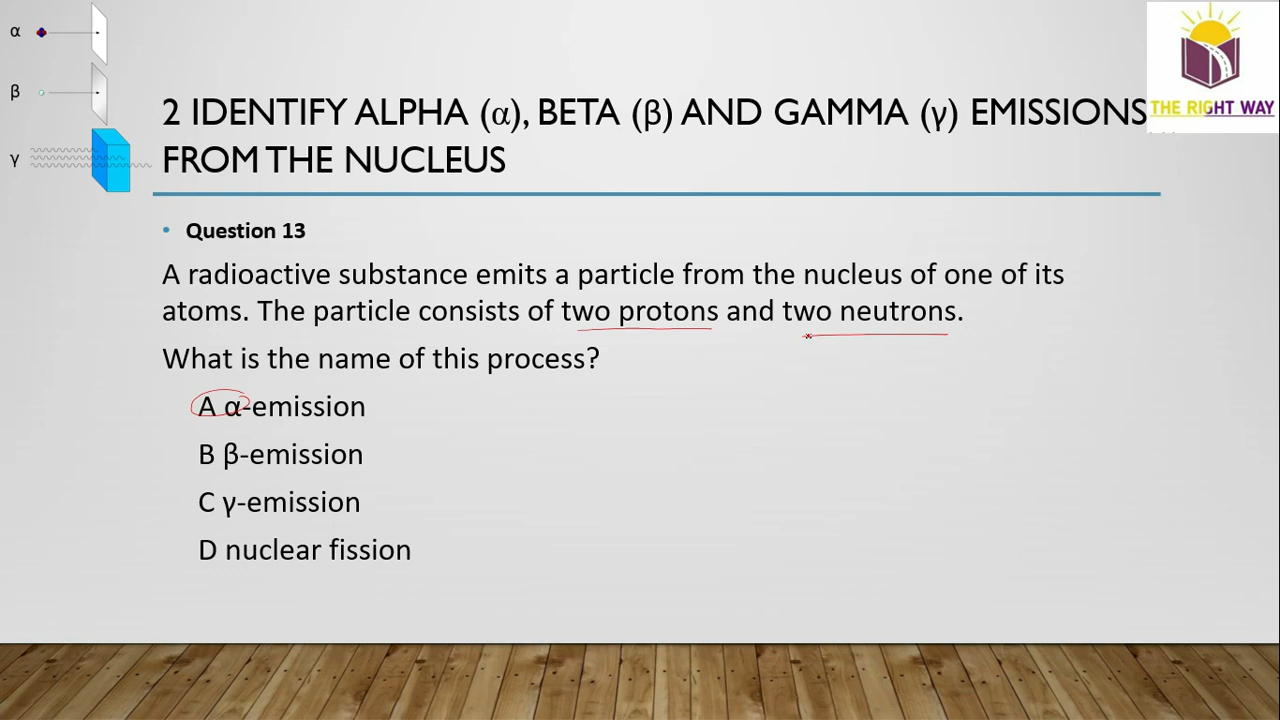 α
β
γ
THE RIGHT WAY
2 IDENTIFY ALPHA (α), BETA (β) AND GAMMA (γ) EMISSIONS
FROM THE NUCLEUS
• Question 13
A radioactive substance emits a particle from the nucleus of one of its
atoms. The particle consists of two protons and two neutrons.
What is the name of this process?
A α-emission
B β-emission
C γ-emission
D nuclear fission